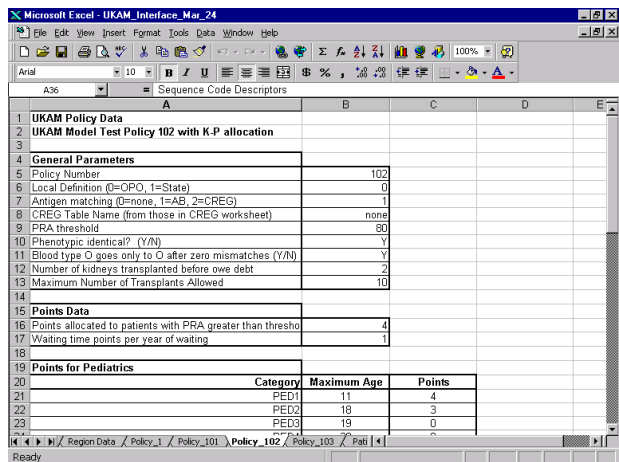 Microsoft Excel - UKAM_Interface_Mar_24
File Edit View Insert Format Tools Data Window Help
100%
Arial 10 B I U $ % ,
A36 = Sequence Code Descriptors
A B C D E
1 UKAM Policy Data
2 UKAM Model Test Policy 102 with K-P allocation
3
4 General Parameters
5 Policy Number 102
6 Local Definition (0=OPO, 1=State) 0
7 Antigen matching (0=none, 1=AB, 2=CREG) 1
8 CREG Table Name (from those in CREG worksheet) none
9 PRA threshold 80
10 Phenotypic identical? (Y/N) Y
11 Blood type O goes only to O after zero mismatches (Y/N) Y
12 Number of kidneys transplanted before owe debt 2
13 Maximum Number of Transplants Allowed 10
14
15 Points Data
16 Points allocated to patients with PRA greater than thresho 4
17 Waiting time points per year of waiting 1
18
19 Points for Pediatrics
20 Category Maximum Age Points
21 PED1 11 4
22 PED2 18 3
23 PED3 19 0
Region Data Policy_1 Policy_101 Policy_102 Policy_103 Pati
Ready